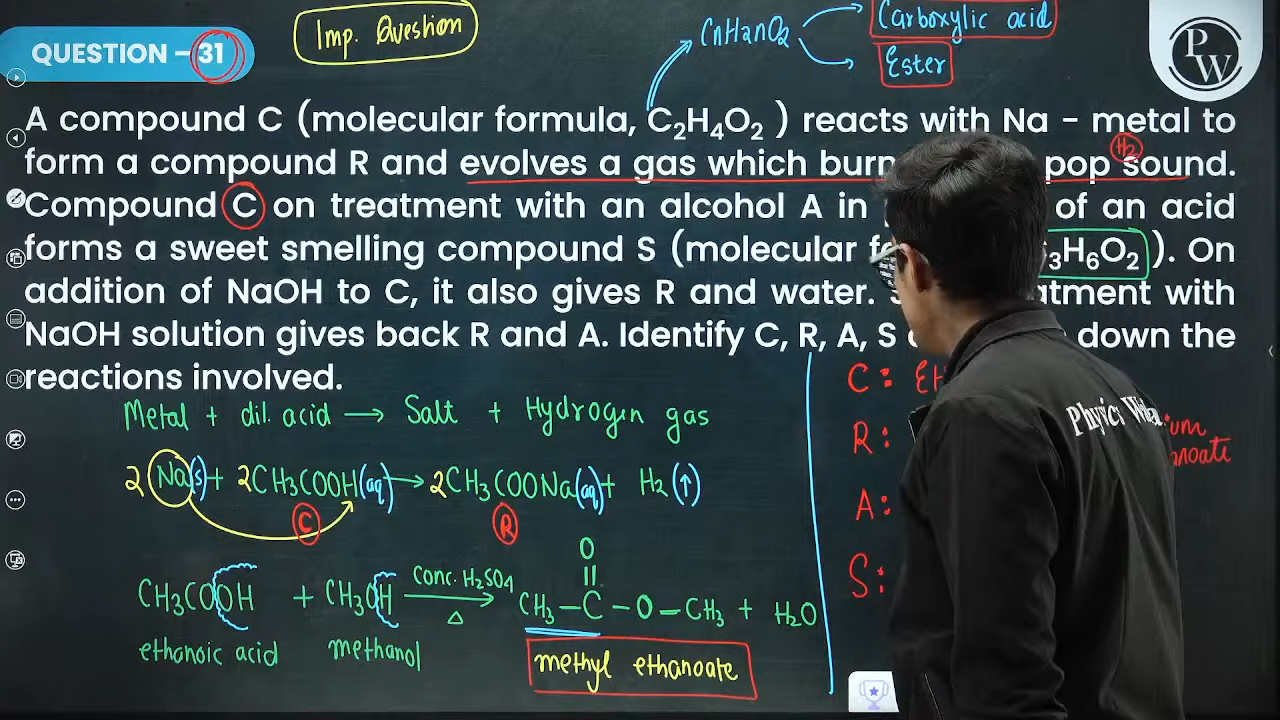 QUESTION – 31
Imp. Question
CnH2nO2
Carboxylic acid
Ester
PW
A compound C (molecular formula, C₂H₄O₂ ) reacts with Na - metal to
form a compound R and evolves a gas which burn pop sound.
H2
Compound C on treatment with an alcohol A in of an acid
forms a sweet smelling compound S (molecular ₃H₆O₂ ). On
addition of NaOH to C, it also gives R and water. with
NaOH solution gives back R and A. Identify C, R, A, S down the
reactions involved.
Metal + dil. acid → Salt + Hydrogen gas
2 Na(s) + 2CH3COOH(aq) → 2CH3COONa(aq) + H2(↑)
C
R
O
CH3COOH + CH3OH Conc. H2SO4 △ → CH3–C–O–CH3 + H2O
ethanoic acid methanol methyl ethanoate
C:
R:
A:
S:
Physics